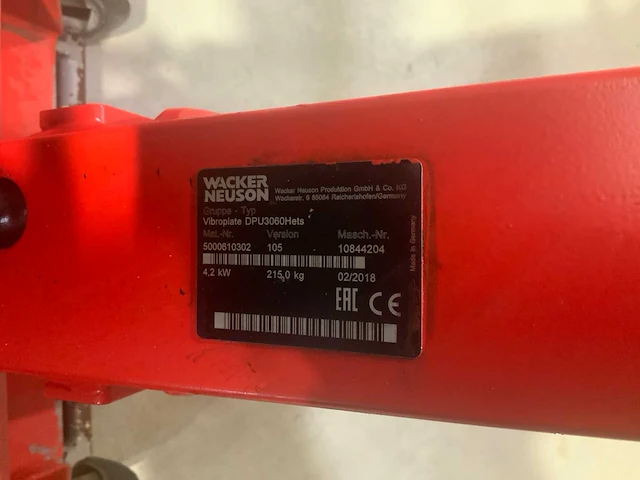 WACKER
NEUSON
Wacker Neuson Produktion GmbH & Co. KG
Wackerstr. 6 85084 Reichertshofen/Germany
Gruppe - Typ
Vibroplate DPU3060Hets
Mat.-Nr. Version Masch.-Nr.
5000610302 105 10844204
4,2 kW 215,0 kg 02/2018
EAC CE
Made in Germany